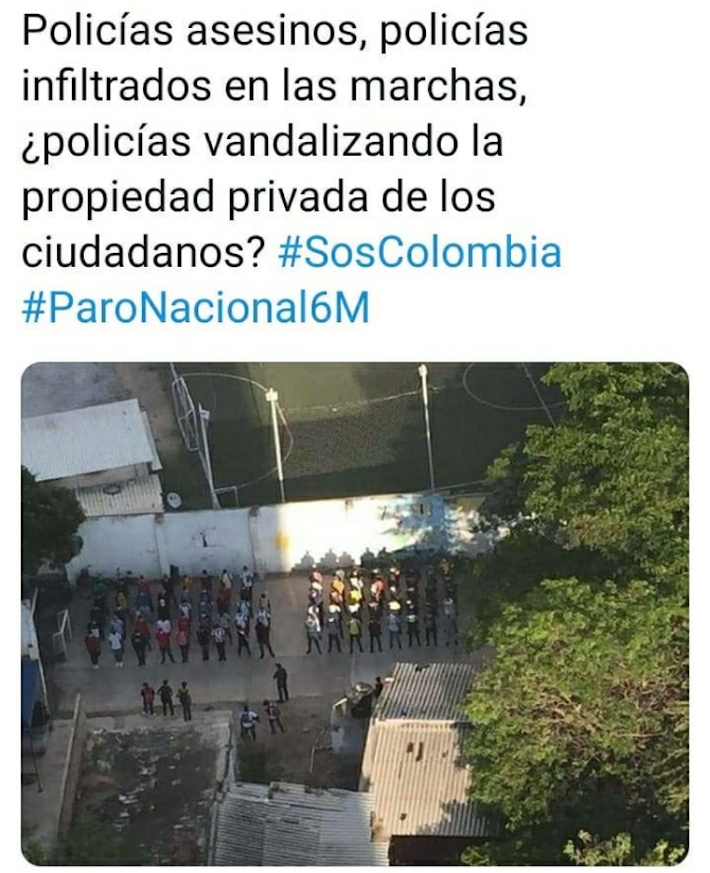 Policías asesinos, policías
infiltrados en las marchas,
¿policías vandalizando la
propiedad privada de los
ciudadanos? #SosColombia
#ParoNacional6M